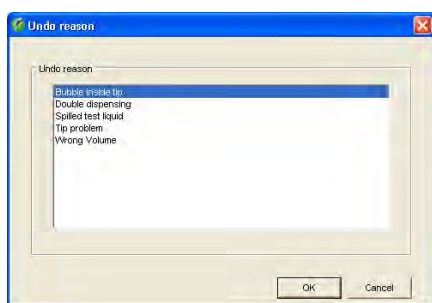 Undo reason
Undo reason
Bubble inside tip
Double dispensing
Spilled test liquid
Tip problem
Wrong Volume
OK
Cancel